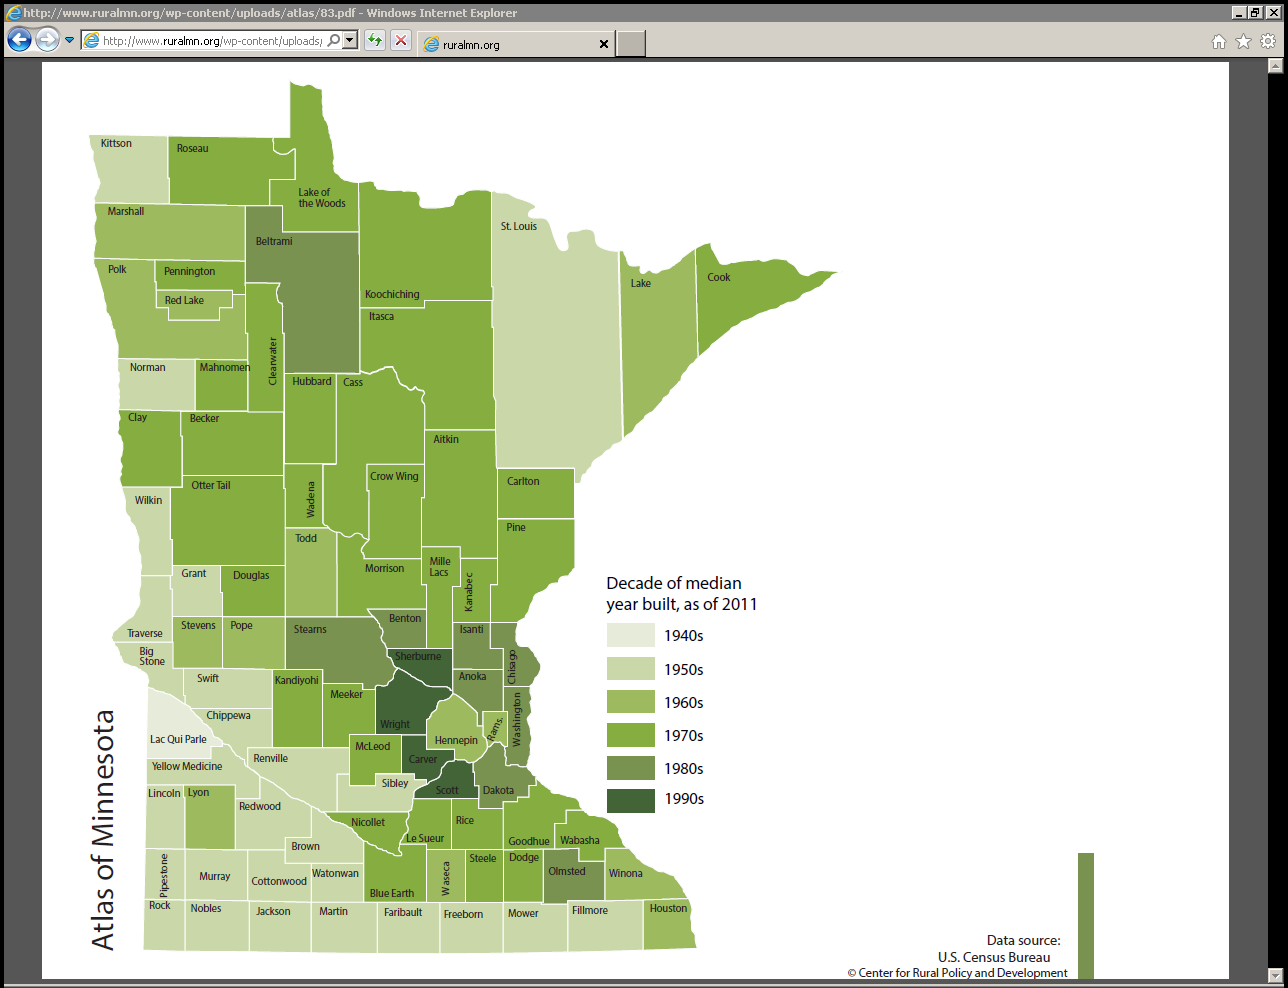 http://www.ruralmn.org/wp-content/uploads/atlas/83.pdf - Windows Internet Explorer
http://www.ruralmn.org/wp-content/uploads/
ruralmn.org
Kittson
Roseau
Lake of
the Woods
Marshall
Beltrami
St. Louis
Polk
Pennington
Red Lake
Koochiching
Lake
Cook
Itasca
Clearwater
Norman
Mahnomen
Hubbard
Cass
Clay
Becker
Aitkin
Otter Tail
Crow Wing
Carlton
Wilkin
Wadena
Pine
Todd
Morrison
Mille
Lacs
Kanabec
Grant
Douglas
Decade of median
year built, as of 2011
1940s
1950s
1960s
1970s
1980s
1990s
Traverse
Stevens
Pope
Stearns
Benton
Isanti
Chisago
Big
Stone
Sherburne
Anoka
Swift
Kandiyohi
Meeker
Wright
Washington
Chippewa
Hennepin
Rams.
Lac Qui Parle
McLeod
Carver
Renville
Yellow Medicine
Sibley
Scott
Dakota
Lincoln
Lyon
Redwood
Nicollet
Le Sueur
Rice
Goodhue
Wabasha
Brown
Pipestone
Murray
Cottonwood
Watonwan
Blue Earth
Waseca
Steele
Dodge
Olmsted
Winona
Rock
Nobles
Jackson
Martin
Faribault
Freeborn
Mower
Fillmore
Houston
Atlas of Minnesota
Data source:
U.S. Census Bureau
© Center for Rural Policy and Development